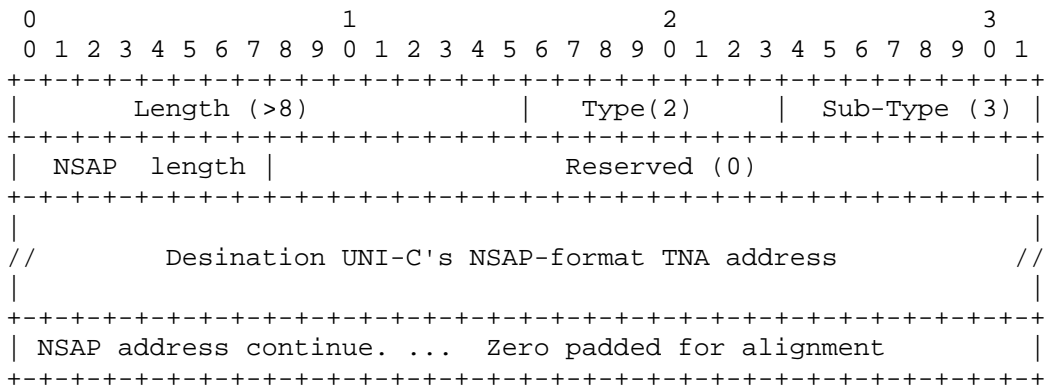 0                   1                   2                   3
 0 1 2 3 4 5 6 7 8 9 0 1 2 3 4 5 6 7 8 9 0 1 2 3 4 5 6 7 8 9 0 1
+-+-+-+-+-+-+-+-+-+-+-+-+-+-+-+-+-+-+-+-+-+-+-+-+-+-+-+-+-+-+-+-+
|       Length (>8)             |   Type(2)     |  Sub-Type (3) |
+-+-+-+-+-+-+-+-+-+-+-+-+-+-+-+-+-+-+-+-+-+-+-+-+-+-+-+-+-+-+-+-+
|  NSAP  length |                  Reserved (0)                 |
+-+-+-+-+-+-+-+-+-+-+-+-+-+-+-+-+-+-+-+-+-+-+-+-+-+-+-+-+-+-+-+-+
|                                                               |
//        Desination UNI-C's NSAP-format TNA address           //
|                                                               |
+-+-+-+-+-+-+-+-+-+-+-+-+-+-+-+-+-+-+-+-+-+-+-+-+-+-+-+-+-+-+-+-+
| NSAP address continue. ...  Zero padded for alignment         |
+-+-+-+-+-+-+-+-+-+-+-+-+-+-+-+-+-+-+-+-+-+-+-+-+-+-+-+-+-+-+-+-+